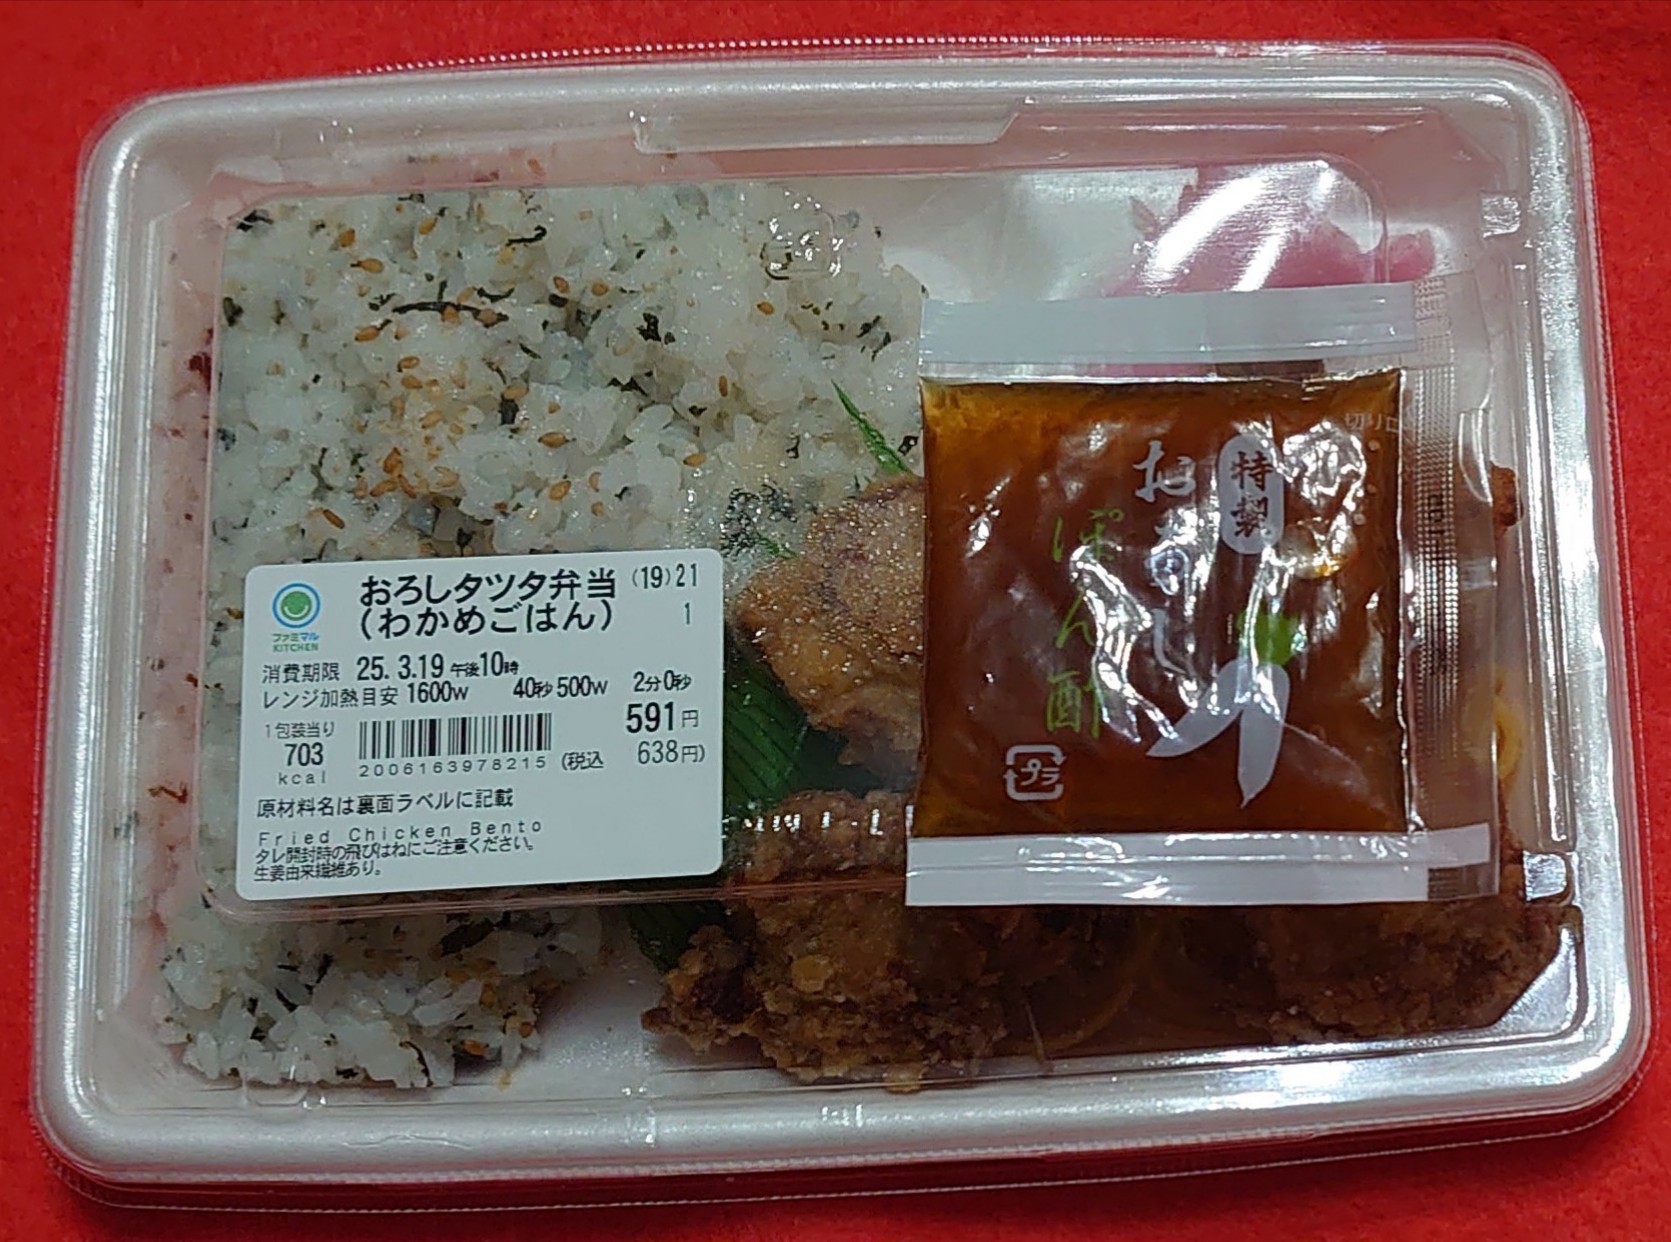 ファミマル
KITCHEN
おろしタツタ弁当 (19)21
(わかめごはん) 1
消費期限 25. 3.19 午後10時
レンジ加熱目安 1600w 40秒 500w 2分0秒
1包装当り
703
kcal
2006163978215
591円
(税込 638円)
原材料名は裏面ラベルに記載
Fried Chicken Bento
タレ開封時の飛びはねにご注意ください。
生姜由来繊維あり。
特製
おろし
ぽん酢
切り口
プラ